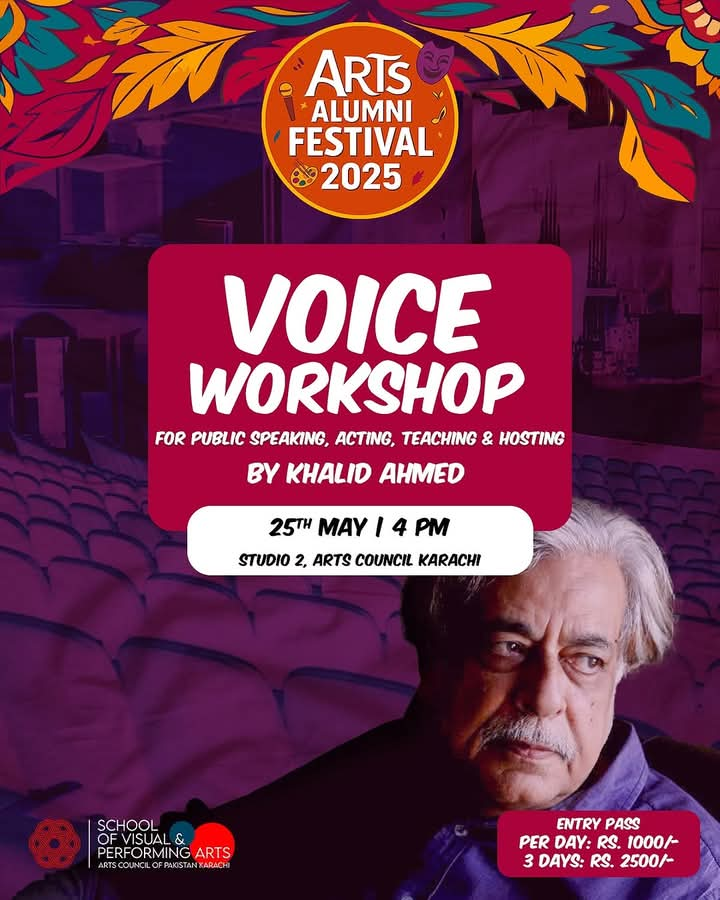 ARTS
ALUMNI
FESTIVAL
2025
VOICE
WORKSHOP
FOR PUBLIC SPEAKING, ACTING, TEACHING & HOSTING
BY KHALID AHMED
25TH MAY | 4 PM
STUDIO 2, ARTS COUNCIL KARACHI
SCHOOL
OF VISUAL &
PERFORMING ARTS
ARTS COUNCIL OF PAKISTAN KARACHI
ENTRY PASS
PER DAY: RS. 1000/-
3 DAYS: RS. 2500/-